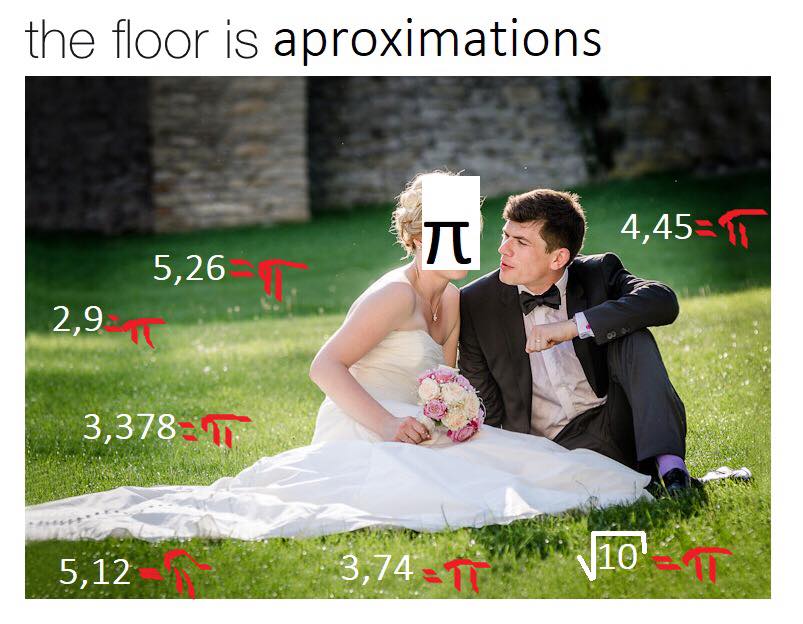 the floor is aproximations
π
4,45=π
5,26=π
2,9=π
3,378=π
5,12=π
3,74=π
√10=π